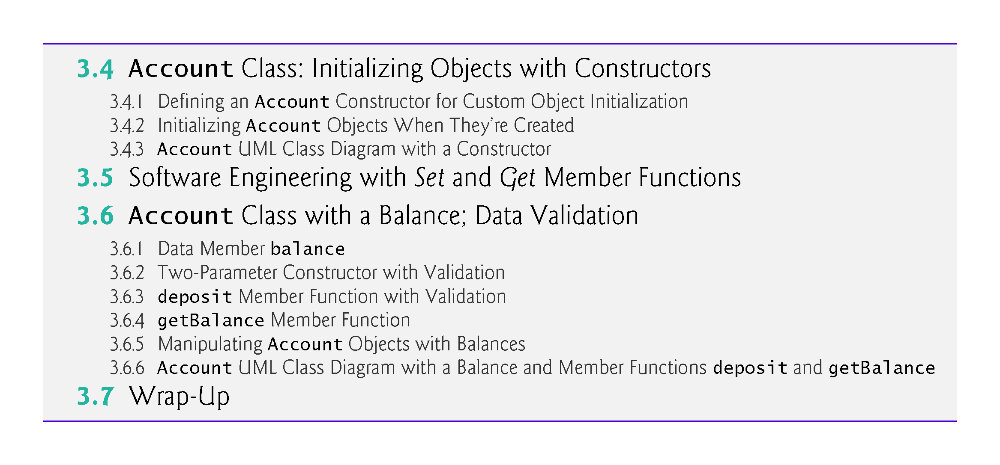 3.4 Account Class: Initializing Objects with Constructors
3.4.1 Defining an Account Constructor for Custom Object Initialization
3.4.2 Initializing Account Objects When They’re Created
3.4.3 Account UML Class Diagram with a Constructor
3.5 Software Engineering with Set and Get Member Functions
3.6 Account Class with a Balance; Data Validation
3.6.1 Data Member balance
3.6.2 Two-Parameter Constructor with Validation
3.6.3 deposit Member Function with Validation
3.6.4 getBalance Member Function
3.6.5 Manipulating Account Objects with Balances
3.6.6 Account UML Class Diagram with a Balance and Member Functions deposit and getBalance
3.7 Wrap-Up